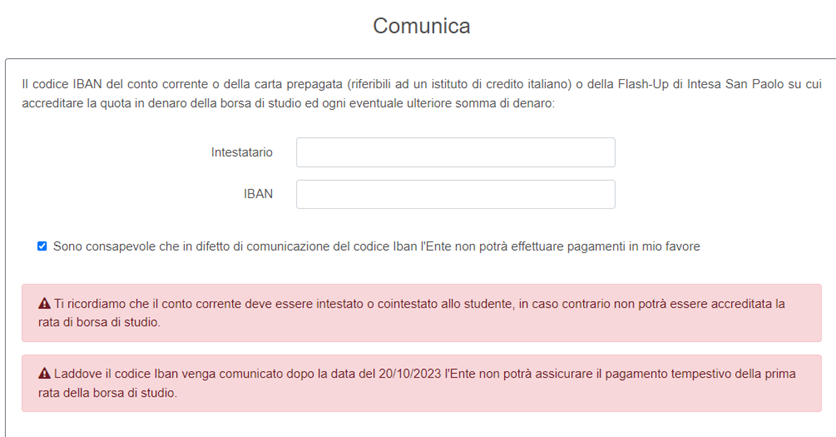 Comunica
Il codice IBAN del conto corrente o della carta prepagata (riferibili ad un istituto di credito italiano) o della Flash-Up di Intesa San Paolo su cui
accreditare la quota in denaro della borsa di studio ed ogni eventuale ulteriore somma di denaro:
Intestatario
IBAN
Sono consapevole che in difetto di comunicazione del codice Iban l'Ente non potrà effettuare pagamenti in mio favore
Ti ricordiamo che il conto corrente deve essere intestato o cointestato allo studente, in caso contrario non potrà essere accreditata la
rata di borsa di studio.
Laddove il codice Iban venga comunicato dopo la data del 20/10/2023 l'Ente non potrà assicurare il pagamento tempestivo della prima
rata della borsa di studio.